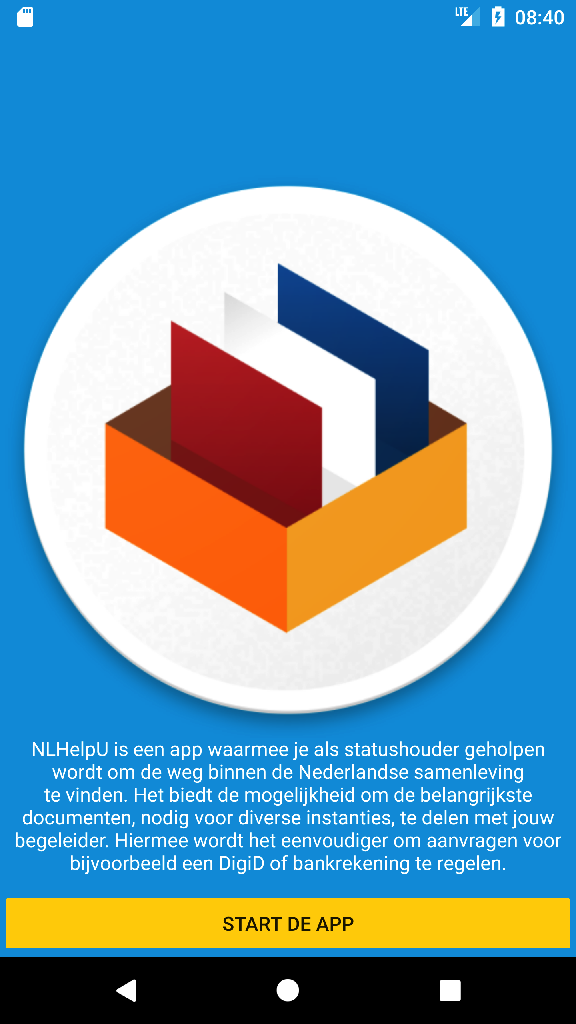 LTE 08:40
NLHelpU is een app waarmee je als statushouder geholpen
wordt om de weg binnen de Nederlandse samenleving
te vinden. Het biedt de mogelijkheid om de belangrijkste
documenten, nodig voor diverse instanties, te delen met jouw
begeleider. Hiermee wordt het eenvoudiger om aanvragen voor
bijvoorbeeld een DigiD of bankrekening te regelen.
START DE APP